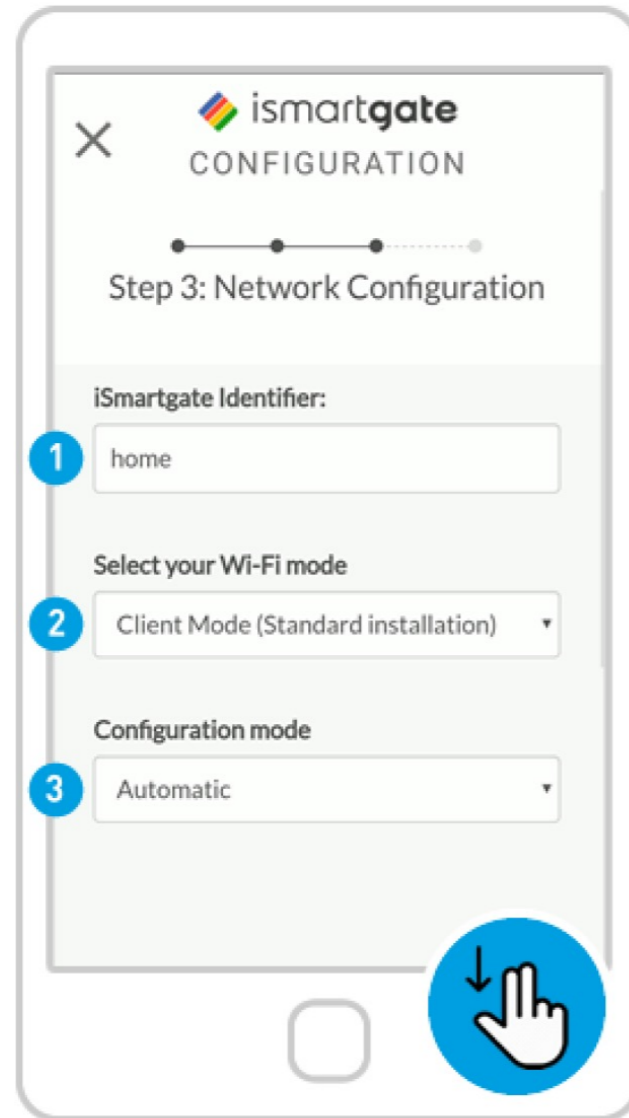 ismartgate
CONFIGURATION
Step 3: Network Configuration
iSmartgate Identifier:
1
home
Select your Wi-Fi mode
2
Client Mode (Standard installation)
Configuration mode
3
Automatic